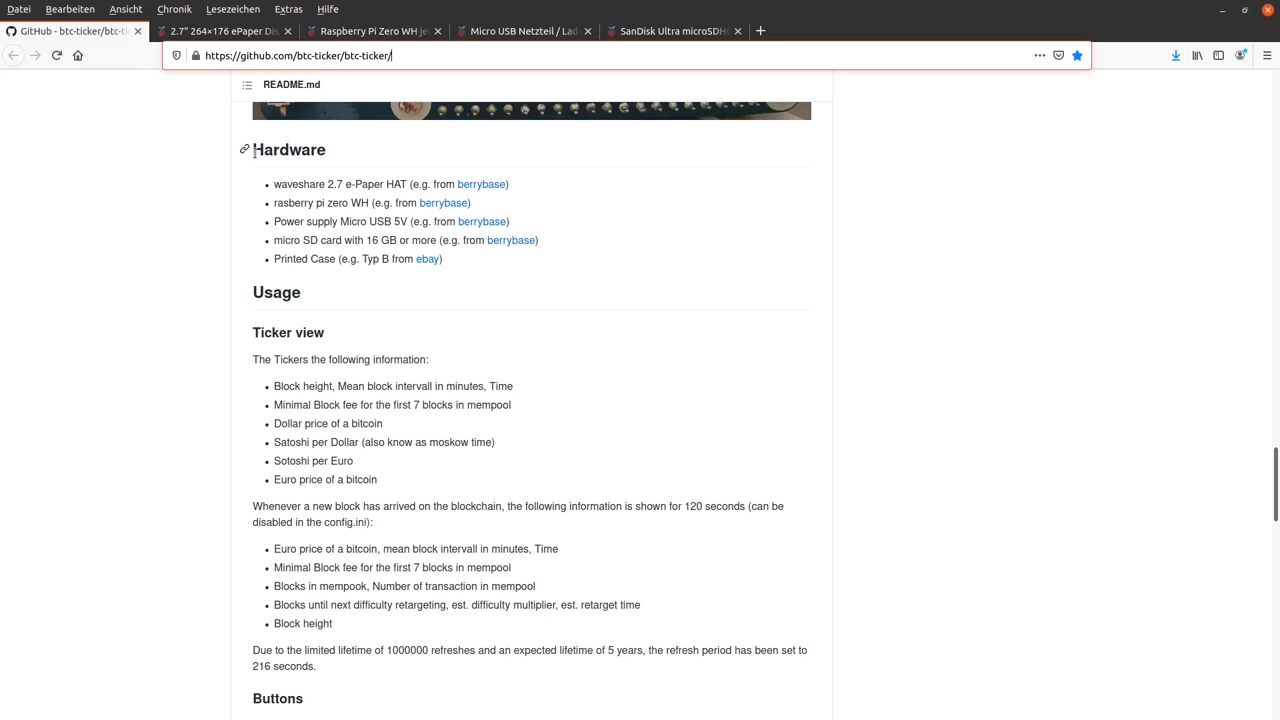 Datei Bearbeiten Ansicht Chronik Lesezeichen Extras Hilfe
GitHub - btc-ticker/btc-ti
2.7" 264×176 ePaper Dis
Raspberry Pi Zero WH je
Micro USB Netzteil / Lad
SanDisk Ultra microSDH
https://github.com/btc-ticker/btc-ticker/
README.md
Hardware
waveshare 2.7 e-Paper HAT (e.g. from berrybase)
rasberry pi zero WH (e.g. from berrybase)
Power supply Micro USB 5V (e.g. from berrybase)
micro SD card with 16 GB or more (e.g. from berrybase)
Printed Case (e.g. Typ B from ebay)
Usage
Ticker view
The Tickers the following information:
Block height, Mean block intervall in minutes, Time
Minimal Block fee for the first 7 blocks in mempool
Dollar price of a bitcoin
Satoshi per Dollar (also know as moskow time)
Sotoshi per Euro
Euro price of a bitcoin
Whenever a new block has arrived on the blockchain, the following information is shown for 120 seconds (can be
disabled in the config.ini):
Euro price of a bitcoin, mean block intervall in minutes, Time
Minimal Block fee for the first 7 blocks in mempool
Blocks in mempook, Number of transaction in mempool
Blocks until next difficulty retargeting, est. difficulty multiplier, est. retarget time
Block height
Due to the limited lifetime of 1000000 refreshes and an expected lifetime of 5 years, the refresh period has been set to
216 seconds.
Buttons